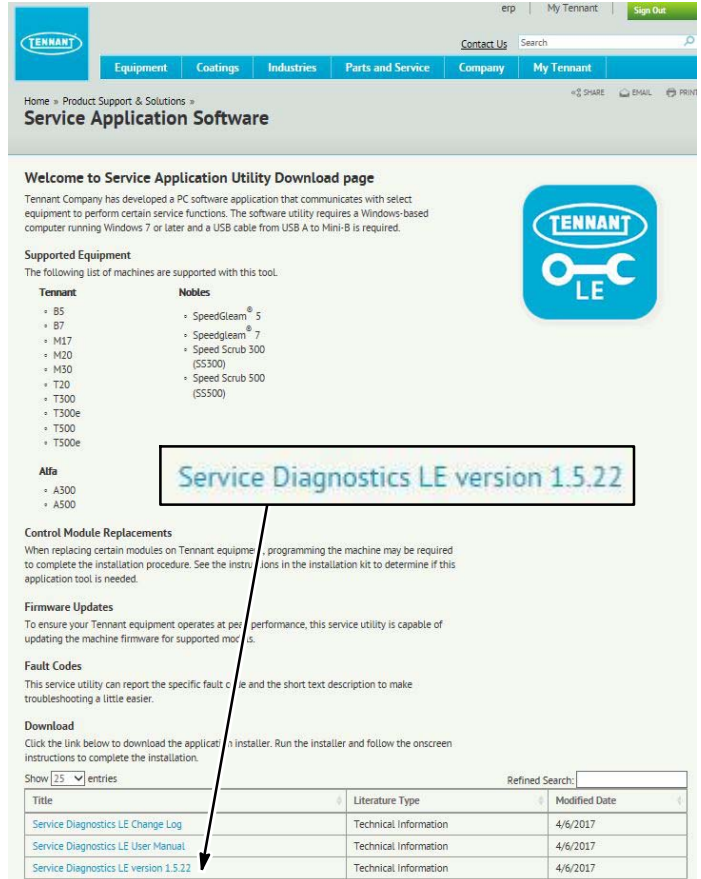 erp | My Tennant | Sign Out
TENNANT
Contact Us Search
Equipment Coatings Industries Parts and Service Company My Tennant
SHARE EMAIL PRINT
Home » Product Support & Solutions »
Service Application Software
Welcome to Service Application Utility Download page
Tennant Company has developed a PC software application that communicates with select
equipment to perform certain service functions. The software utility requires a Windows-based
computer running Windows 7 or later and a USB cable from USB A to Mini-B is required.
TENNANT
LE
Supported Equipment
The following list of machines are supported with this tool.
Tennant
◦ B5
◦ B7
◦ M17
◦ M20
◦ M30
◦ T20
◦ T300
◦ T300e
◦ T500
◦ T500e
Nobles
◦ SpeedGleam® 5
◦ Speedgleam® 7
◦ Speed Scrub 300
(SS300)
◦ Speed Scrub 500
(SS500)
Alfa
◦ A300
◦ A500
Service Diagnostics LE version 1.5.22
Control Module Replacements
When replacing certain modules on Tennant equipment, programming the machine may be required
to complete the installation procedure. See the instructions in the installation kit to determine if this
application tool is needed.
Firmware Updates
To ensure your Tennant equipment operates at peak performance, this service utility is capable of
updating the machine firmware for supported models.
Fault Codes
This service utility can report the specific fault code and the short text description to make
troubleshooting a little easier.
Download
Click the link below to download the application installer. Run the installer and follow the onscreen
instructions to complete the installation.
Show 25 entries Refined Search:
Title Literature Type Modified Date
Service Diagnostics LE Change Log Technical Information 4/6/2017
Service Diagnostics LE User Manual Technical Information 4/6/2017
Service Diagnostics LE version 1.5.22 Technical Information 4/6/2017